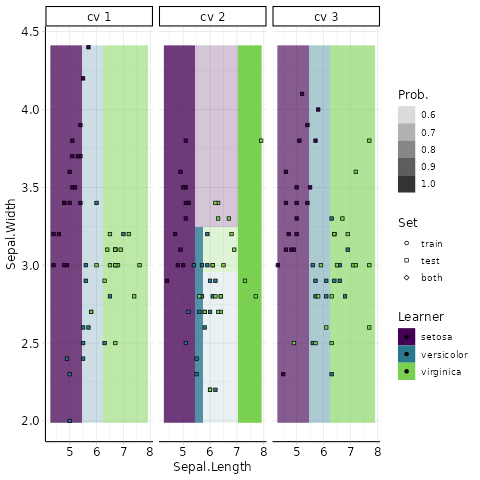 cv 1 cv 2 cv 3
4.5
4.0
3.5
3.0
2.5
2.0
Sepal.Width
5 6 7 8 5 6 7 8 5 6 7 8
Sepal.Length
Prob.
0.6
0.7
0.8
0.9
1.0
Set
train
test
both
Learner
setosa
versicolor
virginica